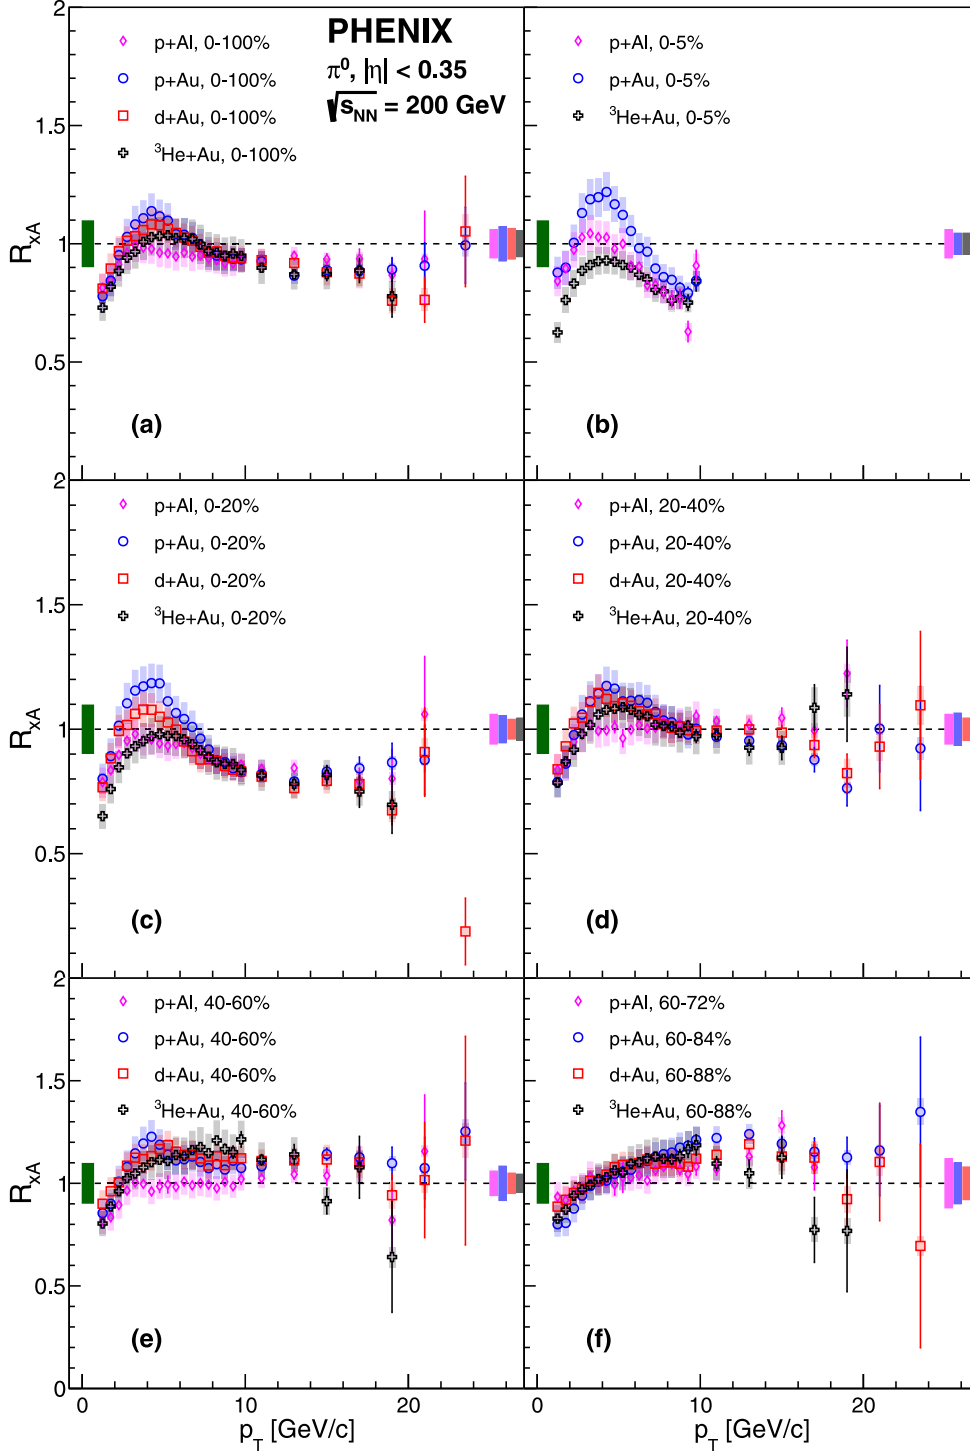 PHENIX
π⁰, |η| < 0.35
√sNN = 200 GeV
p+Al, 0-100%
p+Au, 0-100%
d+Au, 0-100%
³He+Au, 0-100%
2
1.5
1
0.5
RxA
(a)
0
10
20
p+Al, 0-5%
p+Au, 0-5%
³He+Au, 0-5%
(b)
0
10
20
p+Al, 0-20%
p+Au, 0-20%
d+Au, 0-20%
³He+Au, 0-20%
2
1.5
1
0.5
RxA
(c)
p+Al, 20-40%
p+Au, 20-40%
d+Au, 20-40%
³He+Au, 20-40%
(d)
p+Al, 40-60%
p+Au, 40-60%
d+Au, 40-60%
³He+Au, 40-60%
2
1.5
1
0.5
0
RxA
(e)
0
10
20
pT [GeV/c]
p+Al, 60-72%
p+Au, 60-84%
d+Au, 60-88%
³He+Au, 60-88%
(f)
0
10
20
pT [GeV/c]